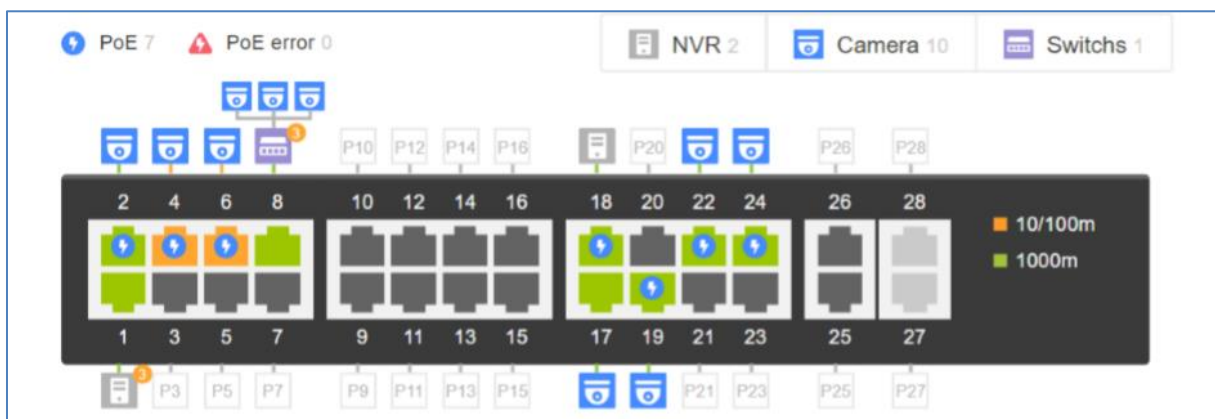 PoE 7 PoE error 0 NVR 2 Camera 10 Switchs 1
3 P10 P12 P14 P16 P20 P26 P28
2 4 6 8 10 12 14 16 18 20 22 24 26 28
10/100m
1000m
1 3 5 7 9 11 13 15 17 19 21 23 25 27
3 P3 P5 P7 P9 P11 P13 P15 P21 P23 P25 P27